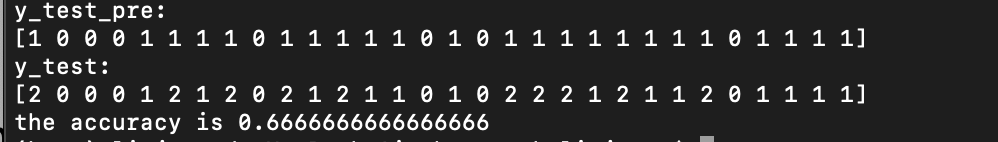 y_test_pre:
[1 0 0 0 1 1 1 1 0 1 1 1 1 1 0 1 0 1 1 1 1 1 1 1 1 0 1 1 1 1]
y_test:
[2 0 0 0 1 2 1 2 0 2 1 2 1 1 0 1 0 2 2 2 1 2 1 1 2 0 1 1 1 1]
the accuracy is 0.6666666666666666